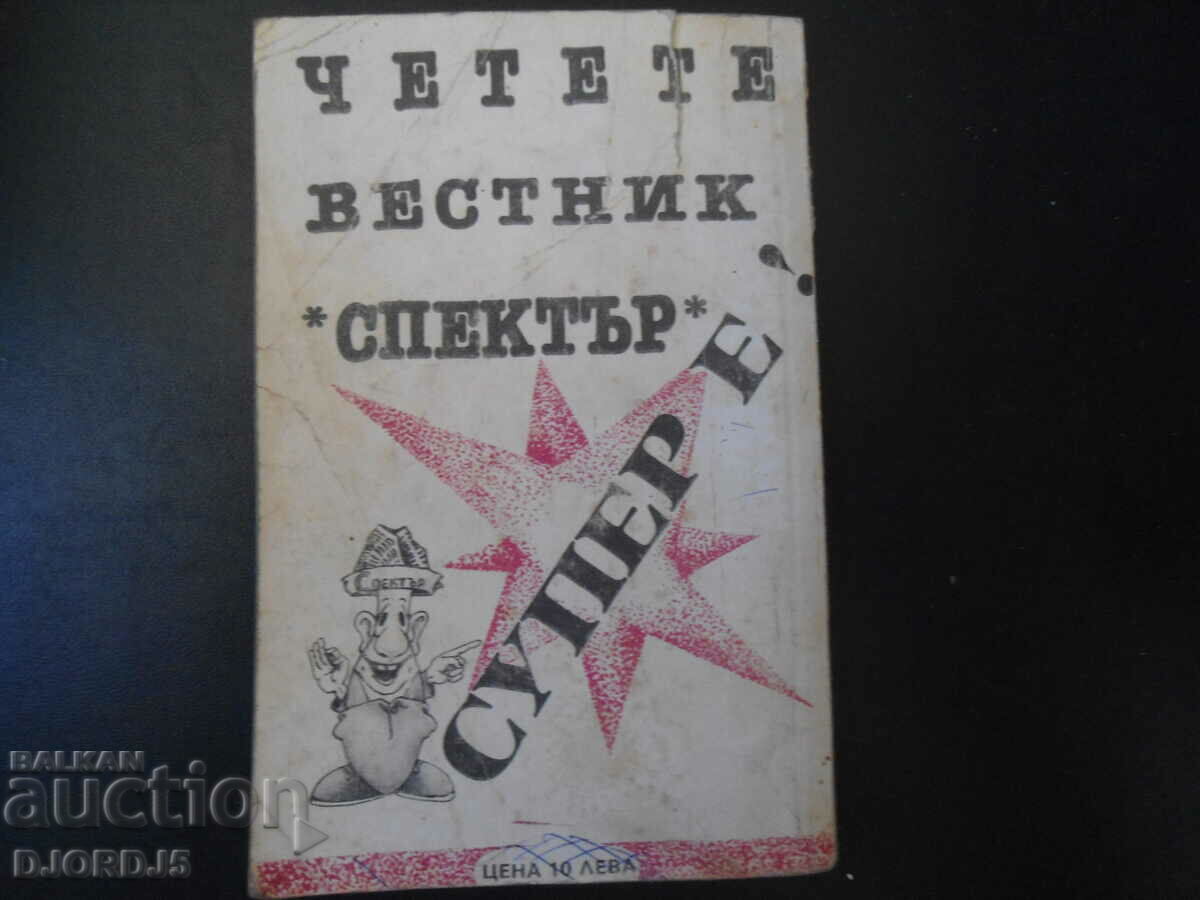 ЧЕТЕТЕ
ВЕСТНИК
*СПЕКТЪР*
СУПЕР Е!
СПЕКТЪР
ЦЕНА 10 ЛЕВА
BALKAN
auction
DJORDJ5